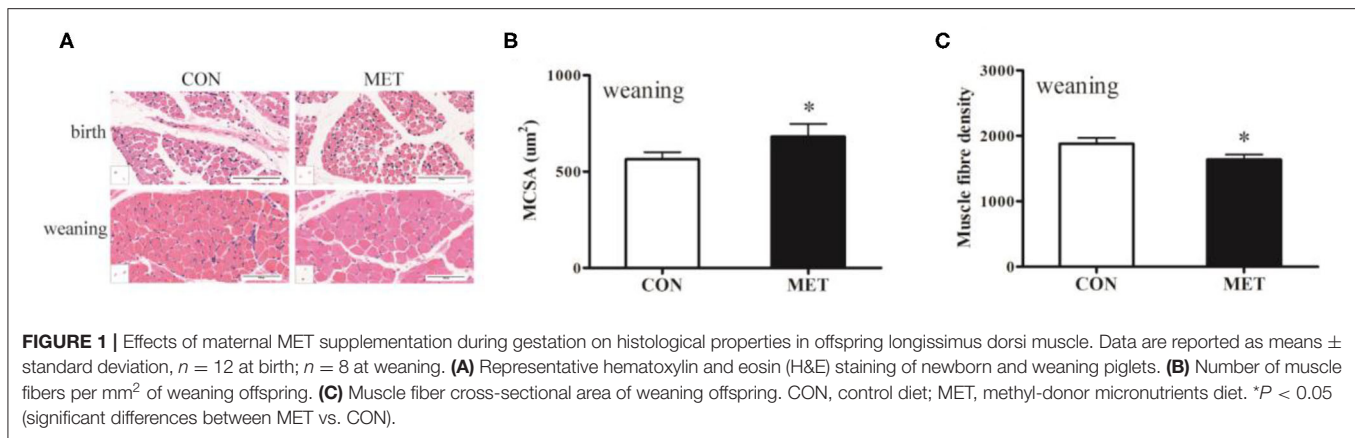 A
CON
MET
birth
weaning
B
1000
500
0
MCSA (um²)
weaning
*
CON
MET
C
3000
2000
1000
0
Muscle fibre density
weaning
*
CON
MET
FIGURE 1 | Effects of maternal MET supplementation during gestation on histological properties in offspring longissimus dorsi muscle. Data are reported as means ±
standard deviation, n = 12 at birth; n = 8 at weaning. (A) Representative hematoxylin and eosin (H&E) staining of newborn and weaning piglets. (B) Number of muscle
fibers per mm² of weaning offspring. (C) Muscle fiber cross-sectional area of weaning offspring. CON, control diet; MET, methyl-donor micronutrients diet. *P < 0.05
(significant differences between MET vs. CON).